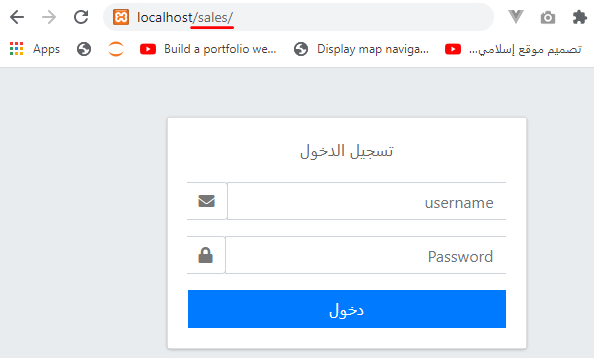 localhost/sales/
Apps
Build a portfolio we...
Display map naviga...
تصميم موقع إسلامي...
تسجيل الدخول
username
Password
دخول